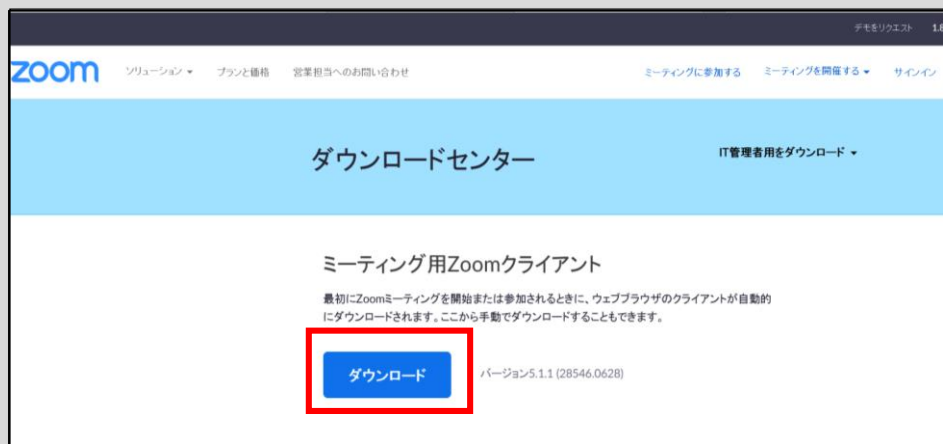 デモをリクエスト 1.8
zoom ソリューション プランと価格 営業担当へのお問い合わせ ミーティングに参加する ミーティングを開催する サインイン
ダウンロードセンター IT管理者用をダウンロード
ミーティング用Zoomクライアント
最初にZoomミーティングを開始または参加されるときに、ウェブブラウザのクライアントが自動的
にダウンロードされます。ここから手動でダウンロードすることもできます。
ダウンロード バージョン5.1.1 (28546.0628)